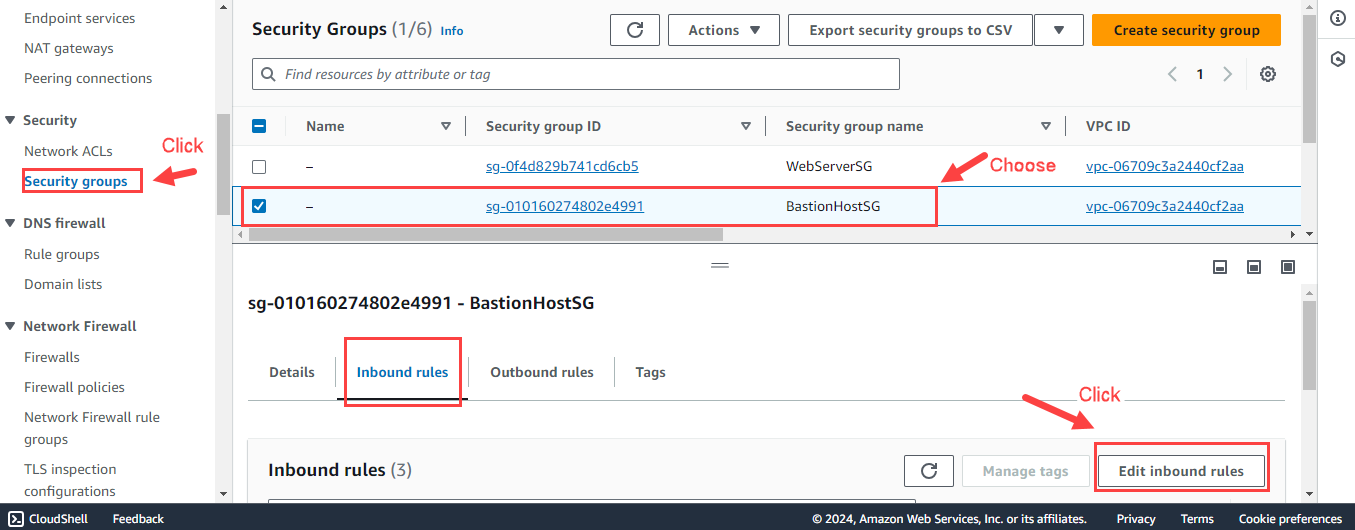 Endpoint services
NAT gateways
Peering connections
Security
Network ACLs
Click
Security groups
DNS firewall
Rule groups
Domain lists
Network Firewall
Firewalls
Firewall policies
Network Firewall rule
groups
TLS inspection
configurations
Security Groups (1/6) Info
Actions
Export security groups to CSV
Create security group
Find resources by attribute or tag
1
Name Security group ID Security group name VPC ID
– sg-0f4d829b741cd6cb5 WebServerSG vpc-06709c3a2440cf2aa
Choose
– sg-010160274802e4991 BastionHostSG vpc-06709c3a2440cf2aa
sg-010160274802e4991 - BastionHostSG
Details Inbound rules Outbound rules Tags
Click
Inbound rules (3) Manage tags Edit inbound rules
CloudShell Feedback © 2024, Amazon Web Services, Inc. or its affiliates. Privacy Terms Cookie preferences